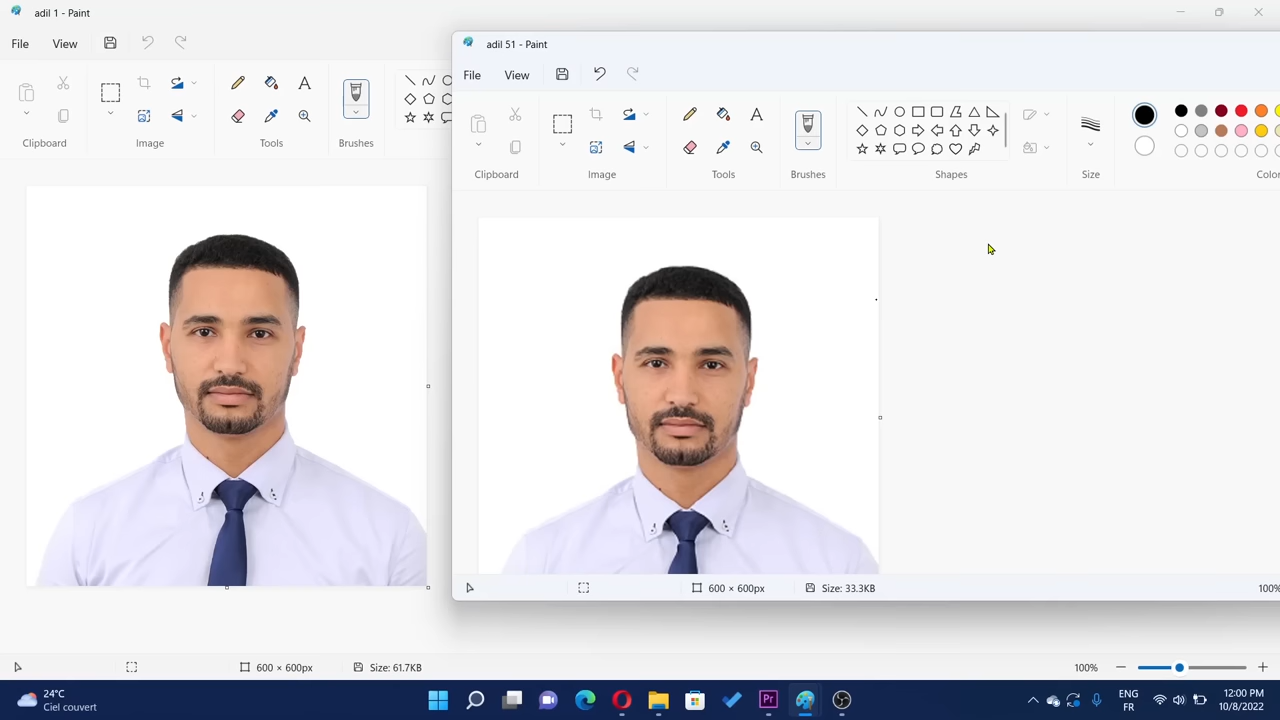 adil 1 - Paint
File View
Clipboard Image Tools Brushes
600 × 600px Size: 61.7KB 100%
adil 51 - Paint
File View
Clipboard Image Tools Brushes Shapes Size Color
600 × 600px Size: 33.3KB 100%
24°C
Ciel couvert
ENG
FR
12:00 PM
10/8/2022